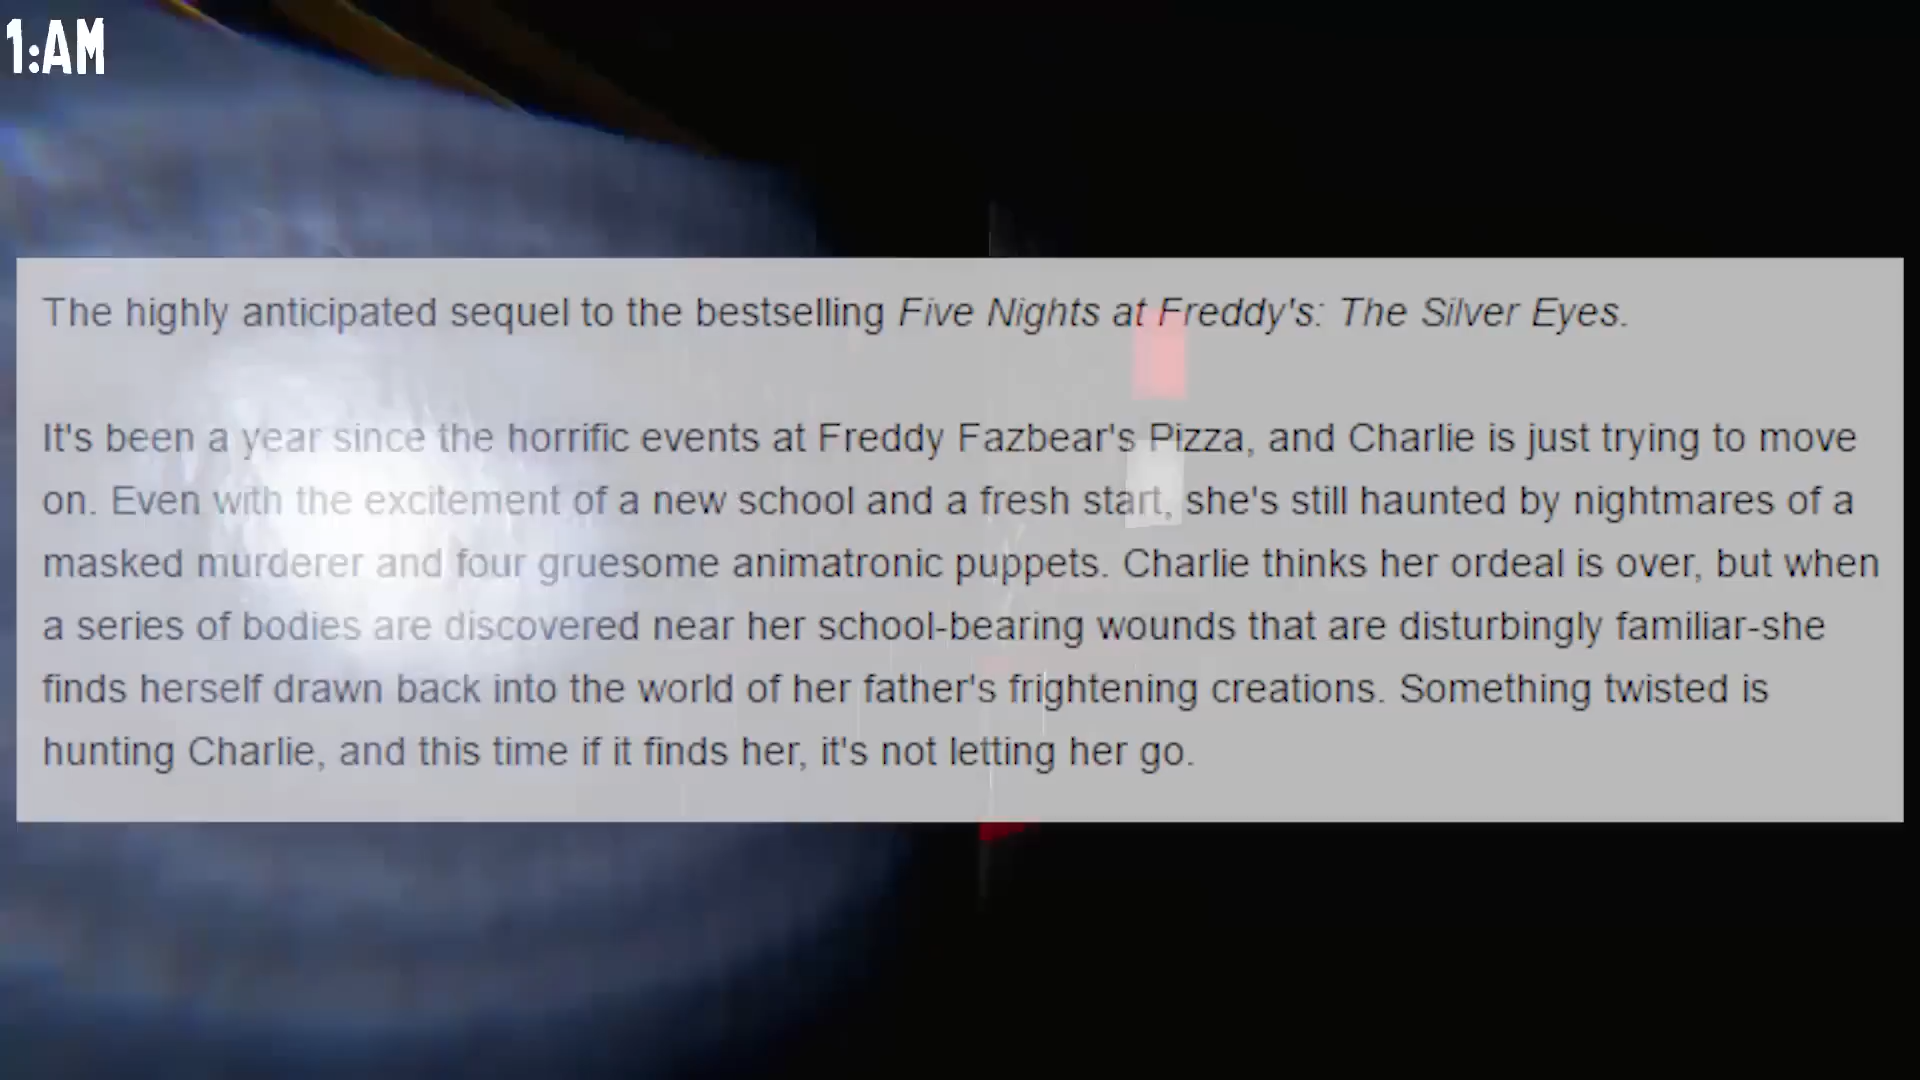 1:AM
The highly anticipated sequel to the bestselling Five Nights at Freddy's: The Silver Eyes.
It's been a year since the horrific events at Freddy Fazbear's Pizza, and Charlie is just trying to move
on. Even with the excitement of a new school and a fresh start, she's still haunted by nightmares of a
masked murderer and four gruesome animatronic puppets. Charlie thinks her ordeal is over, but when
a series of bodies are discovered near her school-bearing wounds that are disturbingly familiar-she
finds herself drawn back into the world of her father's frightening creations. Something twisted is
hunting Charlie, and this time if it finds her, it's not letting her go.